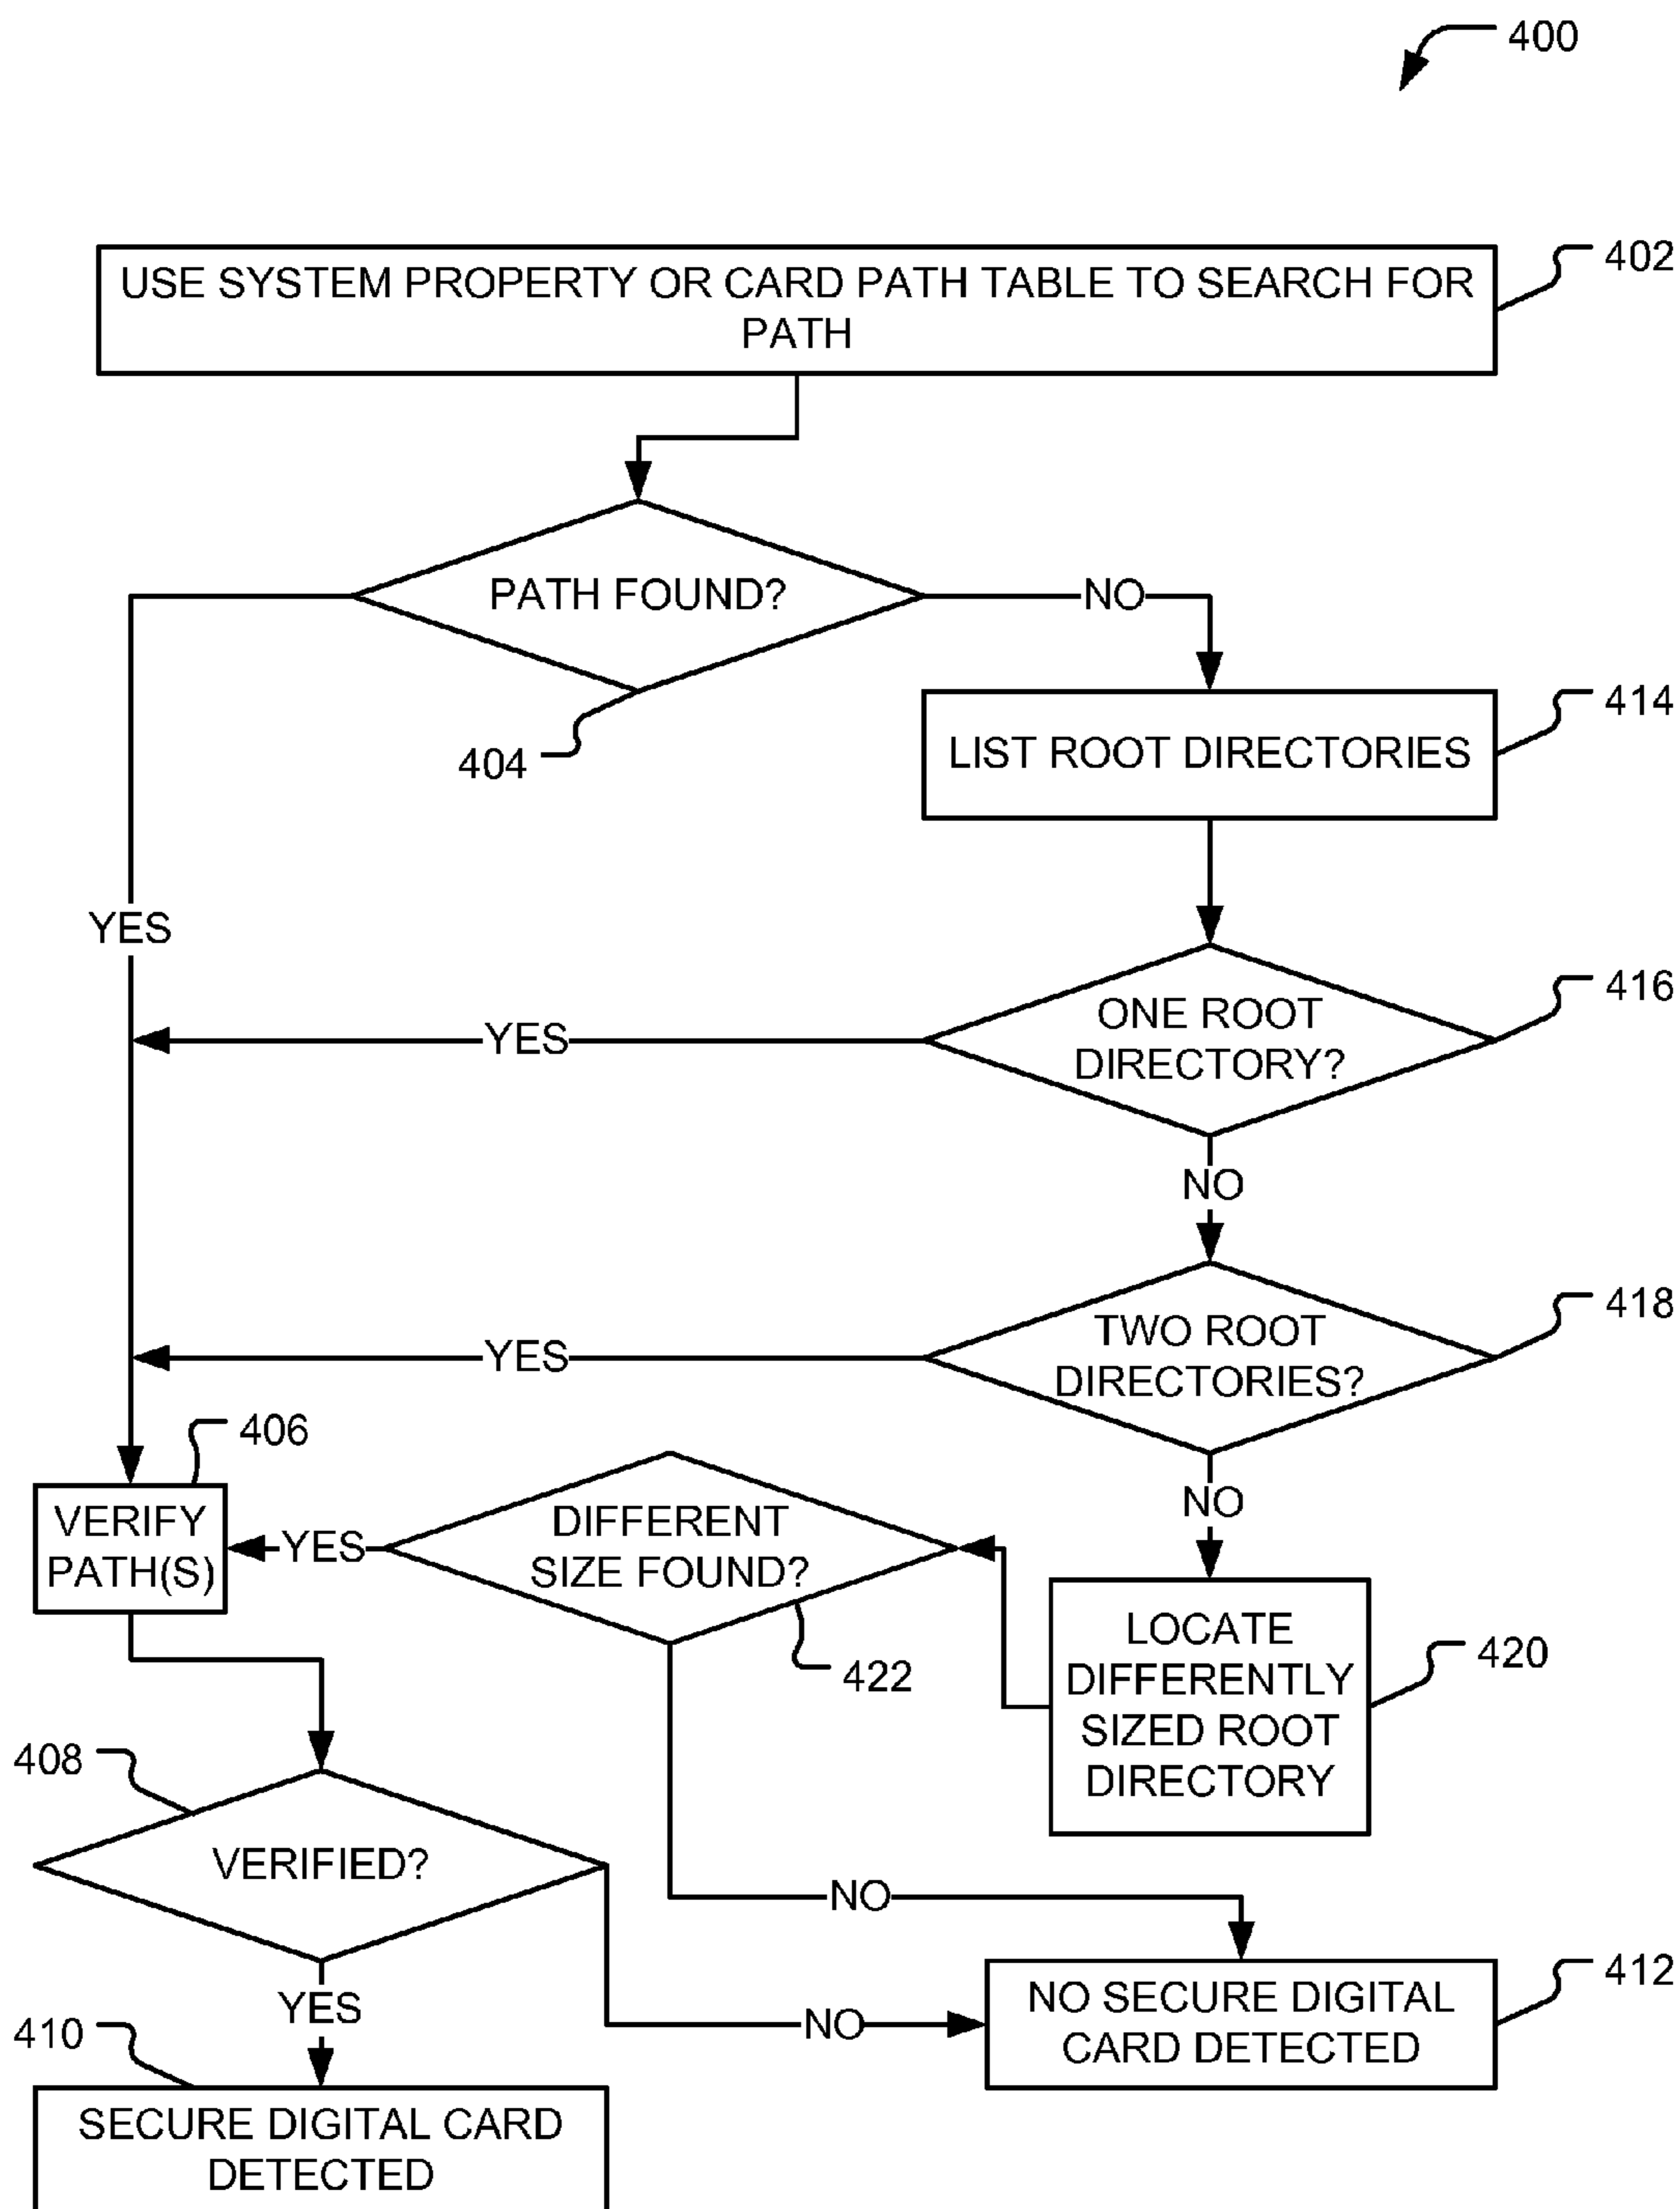 400
USE SYSTEM PROPERTY OR CARD PATH TABLE TO SEARCH FOR
PATH
402
PATH FOUND?
NO
404
LIST ROOT DIRECTORIES
414
YES
ONE ROOT
DIRECTORY?
416
YES
NO
TWO ROOT
DIRECTORIES?
418
YES
406
NO
VERIFY
PATH(S)
YES
DIFFERENT
SIZE FOUND?
422
LOCATE
DIFFERENTLY
SIZED ROOT
DIRECTORY
420
408
VERIFIED?
NO
YES
NO
NO SECURE DIGITAL
CARD DETECTED
412
410
SECURE DIGITAL CARD
DETECTED